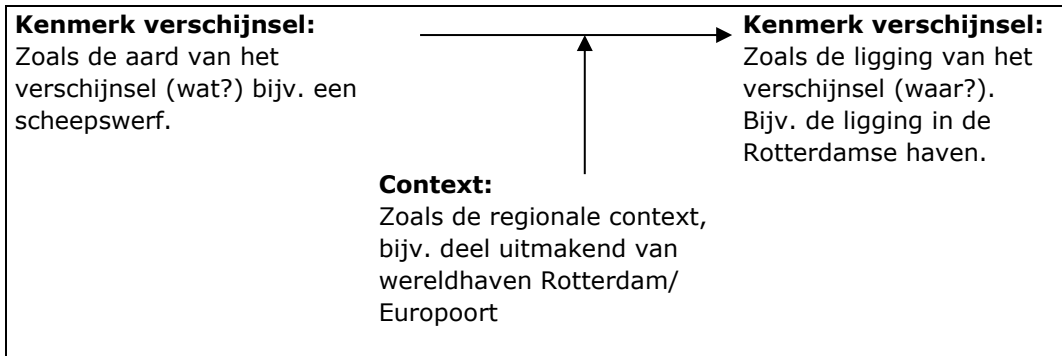 Kenmerk verschijnsel:
Zoals de aard van het
verschijnsel (wat?) bijv. een
scheepswerf.
Kenmerk verschijnsel:
Zoals de ligging van het
verschijnsel (waar?).
Bijv. de ligging in de
Rotterdamse haven.
Context:
Zoals de regionale context,
bijv. deel uitmakend van
wereldhaven Rotterdam/
Europoort